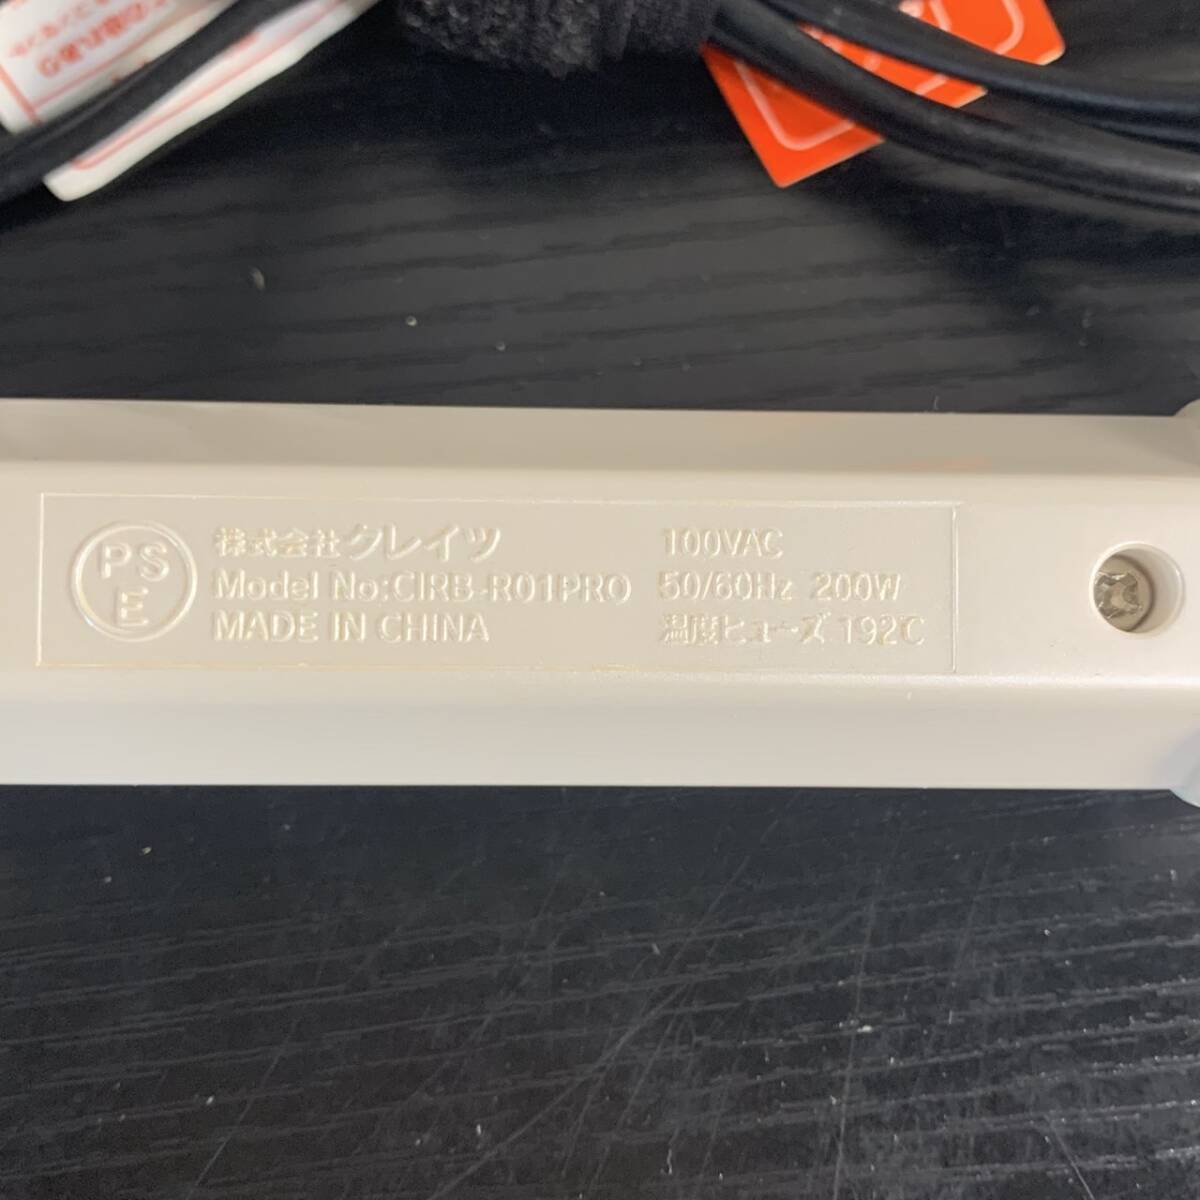 PS
E
株式会社クレイツ
Model No:CIRB-R01PRO
MADE IN CHINA
100VAC
50/60Hz 200W
温度ヒューズ 192℃